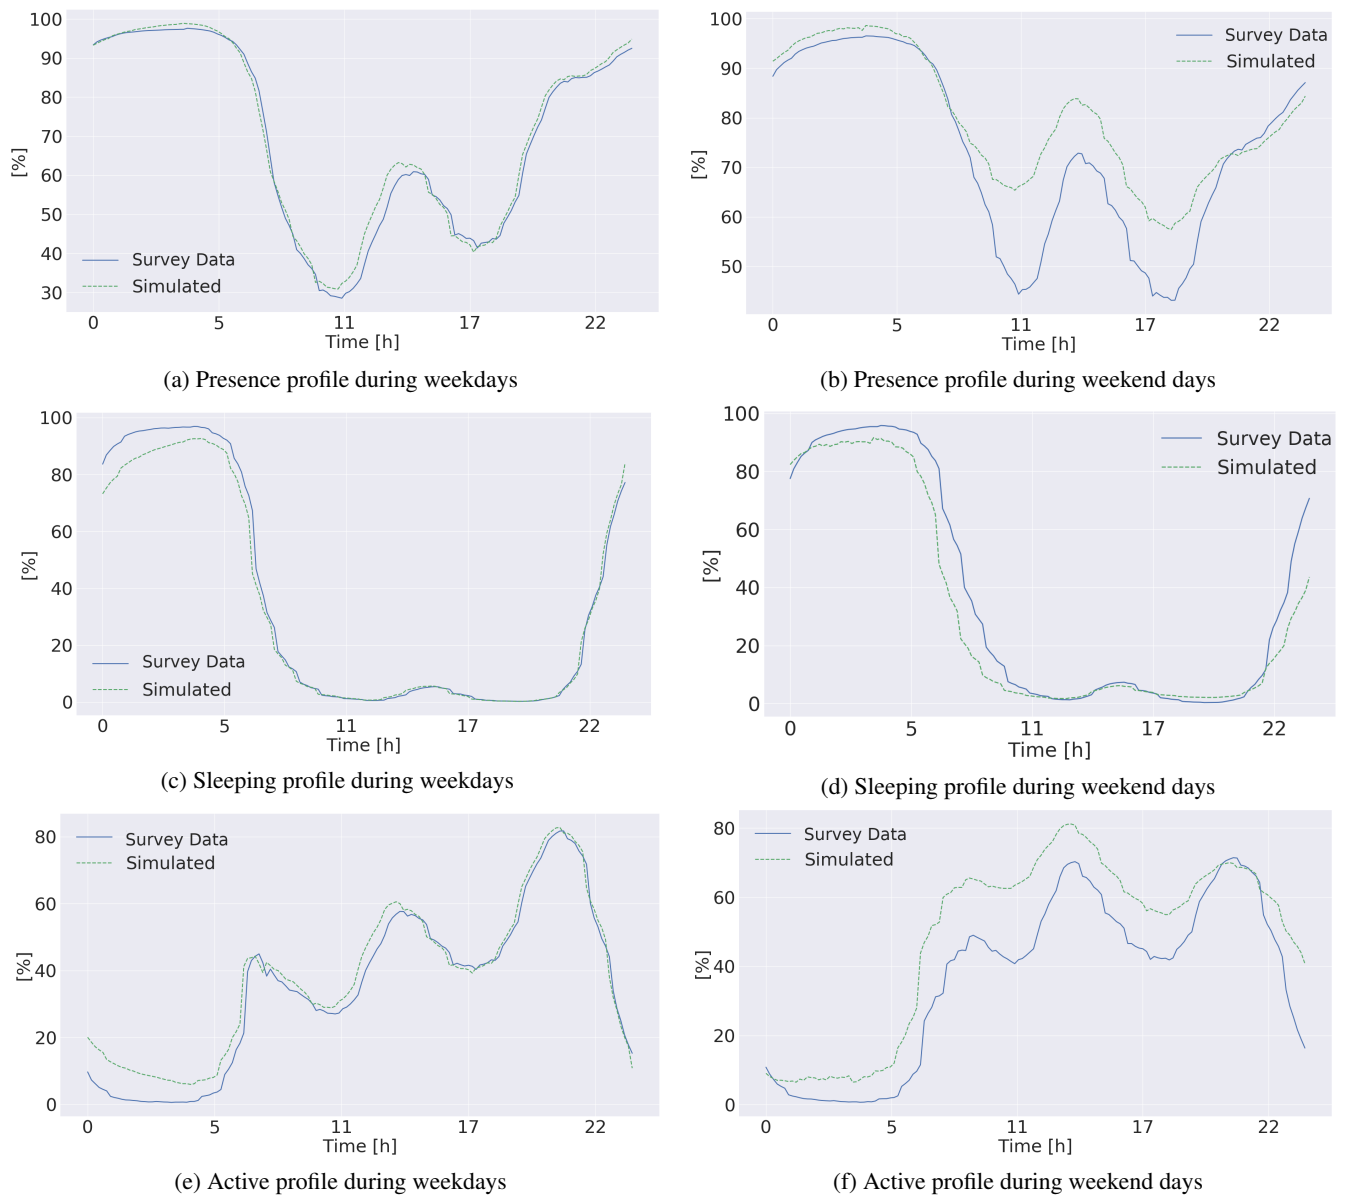 100
90
80
70
60
50
40
30
[%]
Survey Data
Simulated
0 5 11 17 22
Time [h]
(a) Presence profile during weekdays
100
90
80
70
60
50
[%]
Survey Data
Simulated
0 5 11 17 22
Time [h]
(b) Presence profile during weekend days
100
80
60
40
20
0
[%]
Survey Data
Simulated
0 5 11 17 22
Time [h]
(c) Sleeping profile during weekdays
100
80
60
40
20
0
[%]
Survey Data
Simulated
0 5 11 17 22
Time [h]
(d) Sleeping profile during weekend days
80
60
40
20
0
[%]
Survey Data
Simulated
0 5 11 17 22
Time [h]
(e) Active profile during weekdays
80
60
40
20
0
[%]
Survey Data
Simulated
0 5 11 17 22
Time [h]
(f) Active profile during weekend days